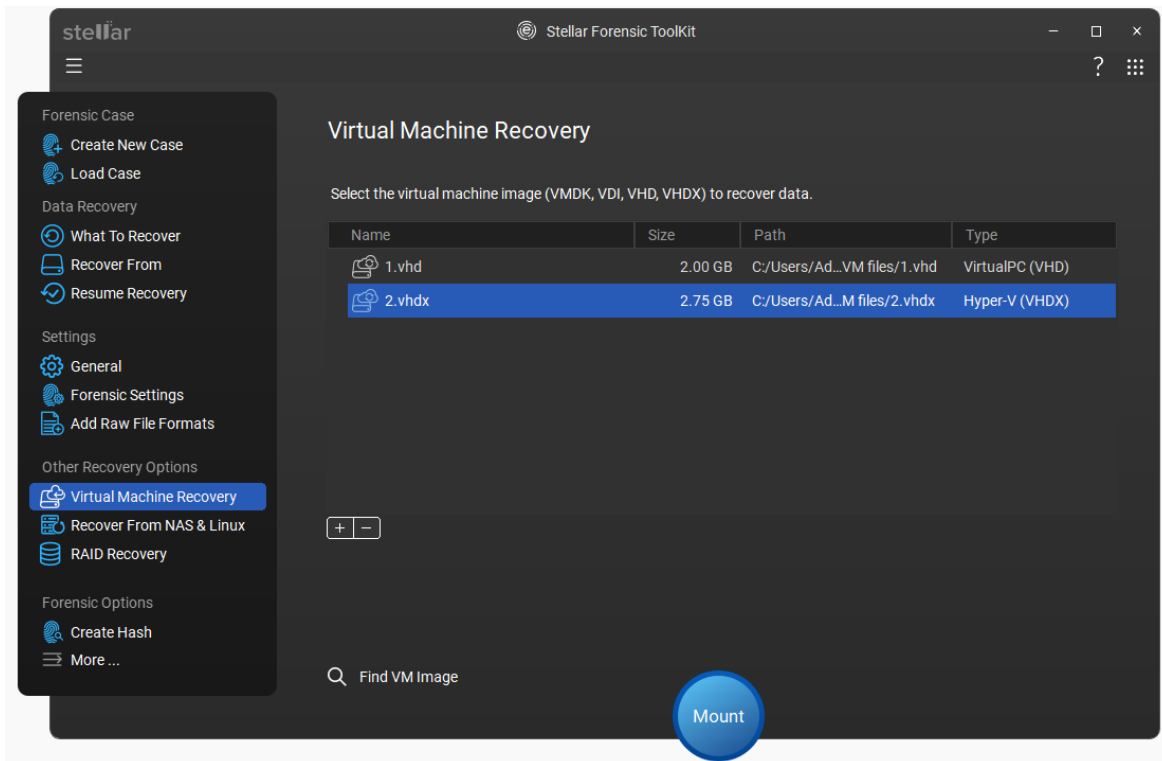 stellar
Stellar Forensic ToolKit
?
Forensic Case
Create New Case
Load Case
Data Recovery
What To Recover
Recover From
Resume Recovery
Settings
General
Forensic Settings
Add Raw File Formats
Other Recovery Options
Virtual Machine Recovery
Recover From NAS & Linux
RAID Recovery
Forensic Options
Create Hash
More ...
Virtual Machine Recovery
Select the virtual machine image (VMDK, VDI, VHD, VHDX) to recover data.
Name Size Path Type
1.vhd 2.00 GB C:/Users/Ad...VM files/1.vhd VirtualPC (VHD)
2.vhdx 2.75 GB C:/Users/Ad...M files/2.vhdx Hyper-V (VHDX)
+ −
Find VM Image
Mount